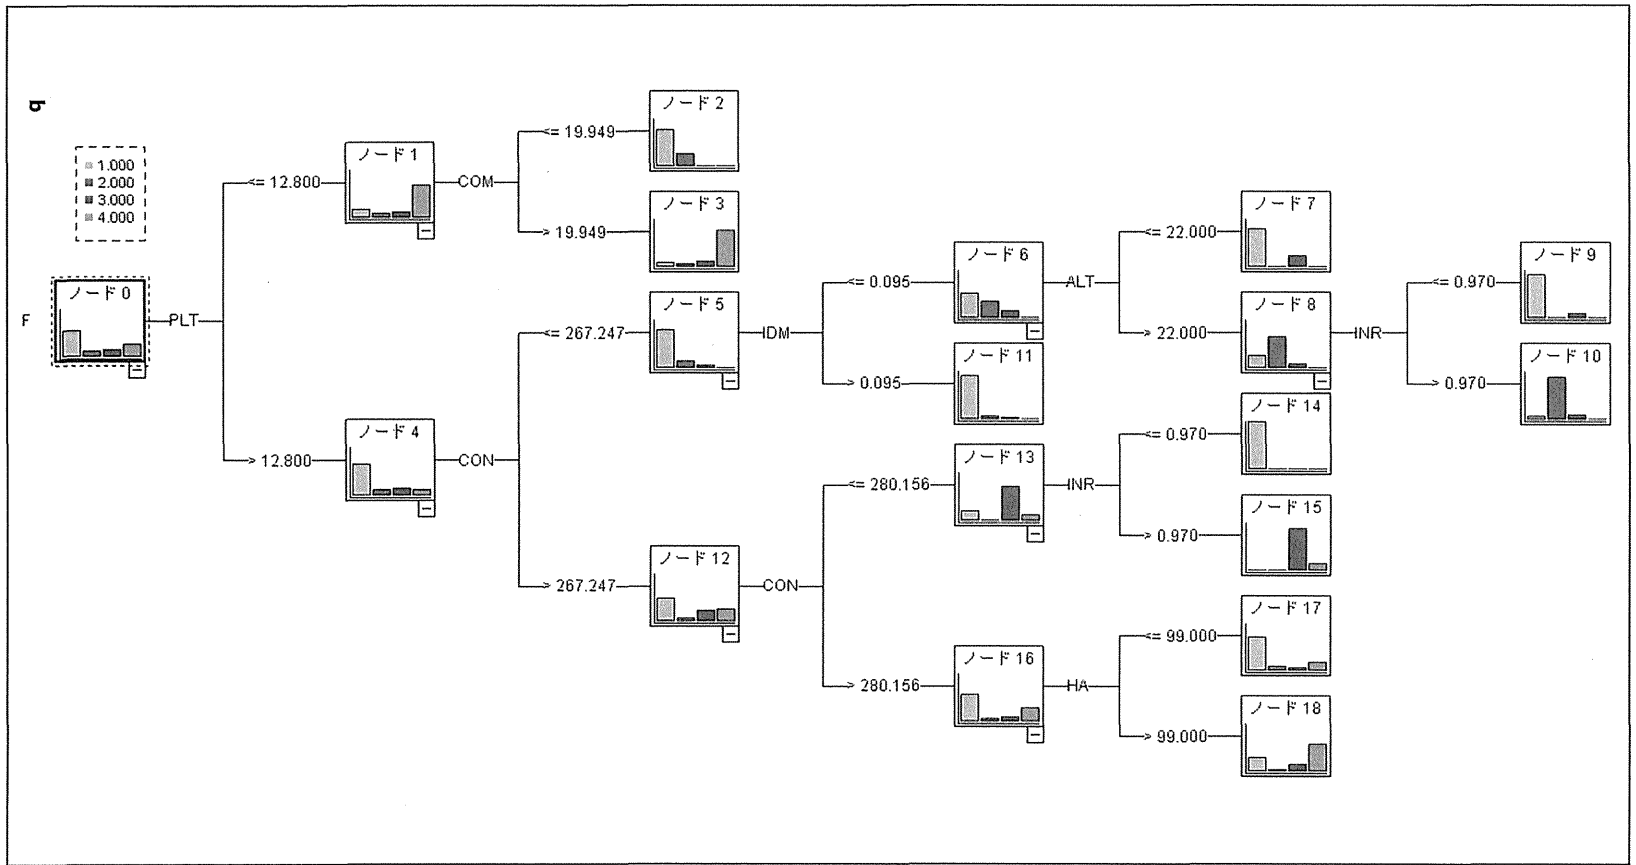 b
1.000
2.000
3.000
4.000
F
ノード 0
PLT
<= 12.800
> 12.800
ノード 1
COM
ノード 4
CON
<= 19.949
> 19.949
<= 267.247
> 267.247
ノード 2
ノード 3
ノード 5
IDM
ノード 12
CON
<= 0.095
> 0.095
<= 280.156
> 280.156
ノード 6
ALT
ノード 11
ノード 13
INR
ノード 16
HA
<= 22.000
> 22.000
<= 0.970
> 0.970
<= 99.000
> 99.000
ノード 7
ノード 8
INR
ノード 14
ノード 15
ノード 17
ノード 18
<= 0.970
> 0.970
ノード 9
ノード 10